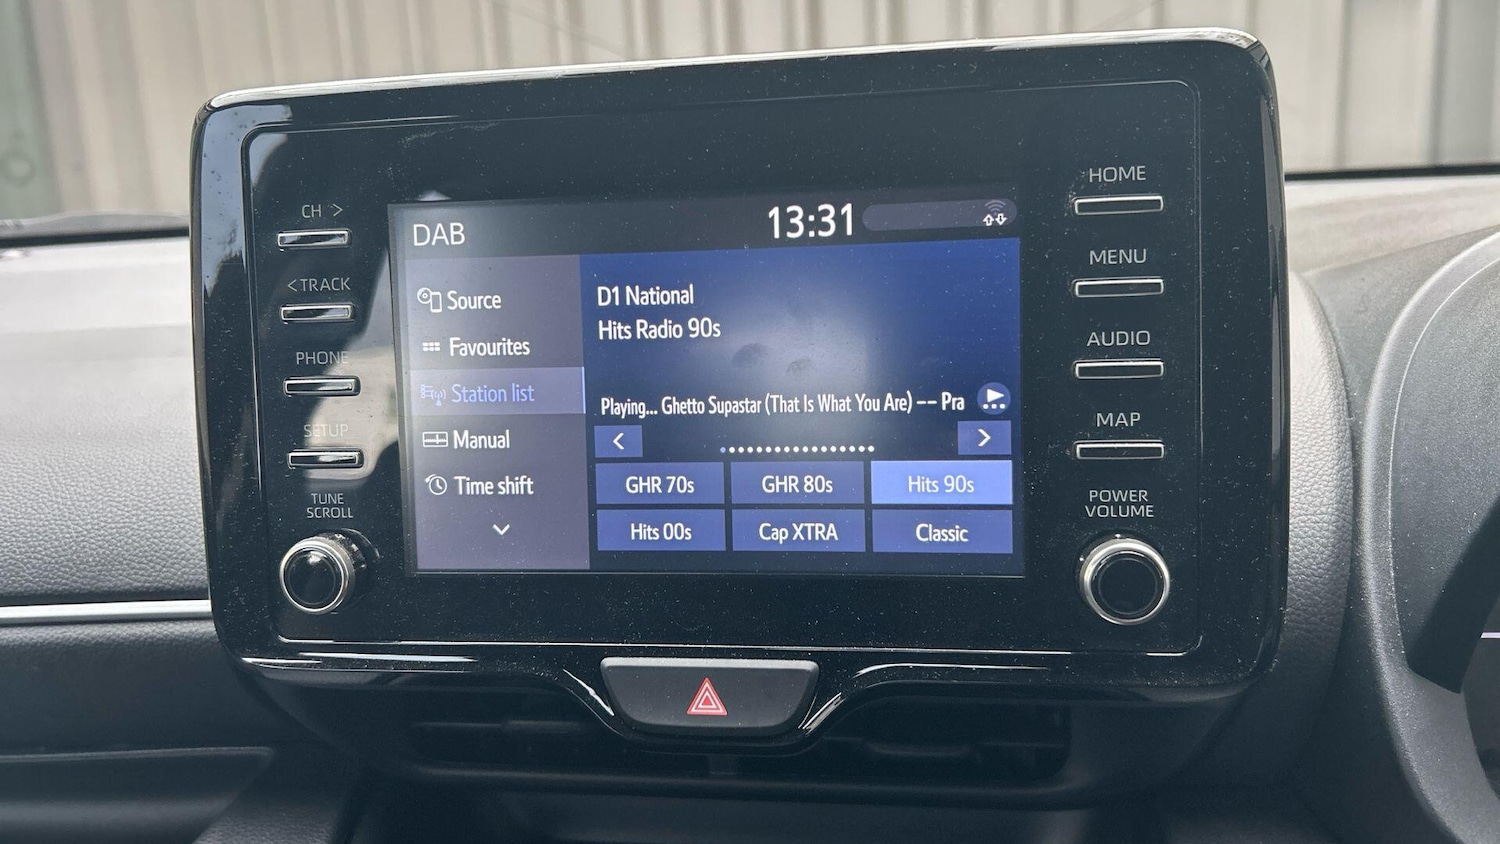 CH >
< TRACK
PHONE
SETUP
TUNE
SCROLL
DAB
13:31
Source
Favourites
Station list
Manual
Time shift
D1 National
Hits Radio 90s
Playing... Ghetto Supastar (That Is What You Are) -- Pra
<
>
GHR 70s
GHR 80s
Hits 90s
Hits 00s
Cap XTRA
Classic
HOME
MENU
AUDIO
MAP
POWER
VOLUME